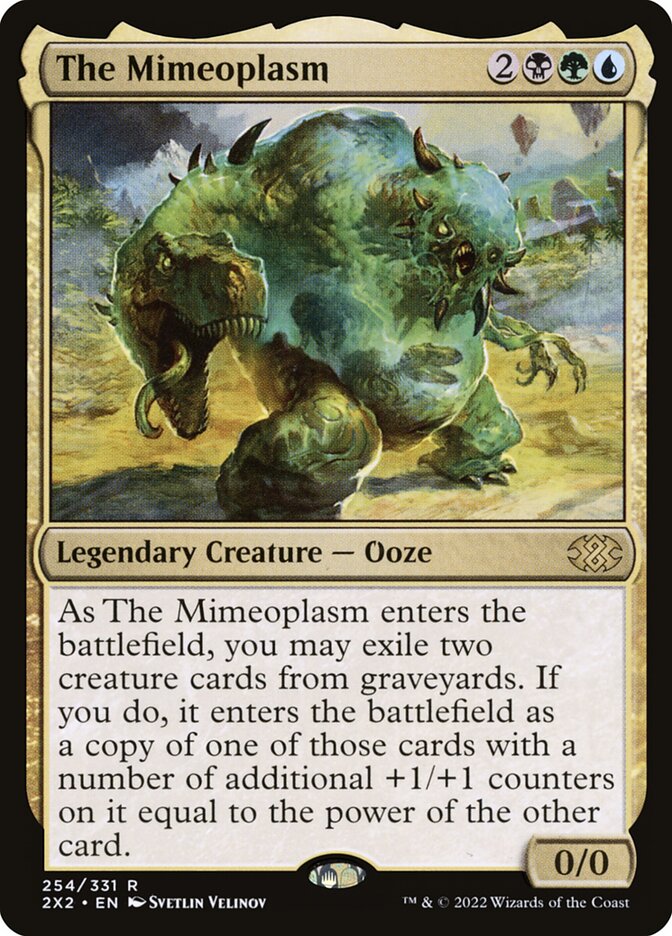 The Mimeoplasm 2
Legendary Creature — Ooze
As The Mimeoplasm enters the
battlefield, you may exile two
creature cards from graveyards. If
you do, it enters the battlefield as
a copy of one of those cards with a
number of additional +1/+1 counters
on it equal to the power of the other
card.
0/0
254/331 R
2X2 • EN Svetlin Velinov
™ & © 2022 Wizards of the Coast